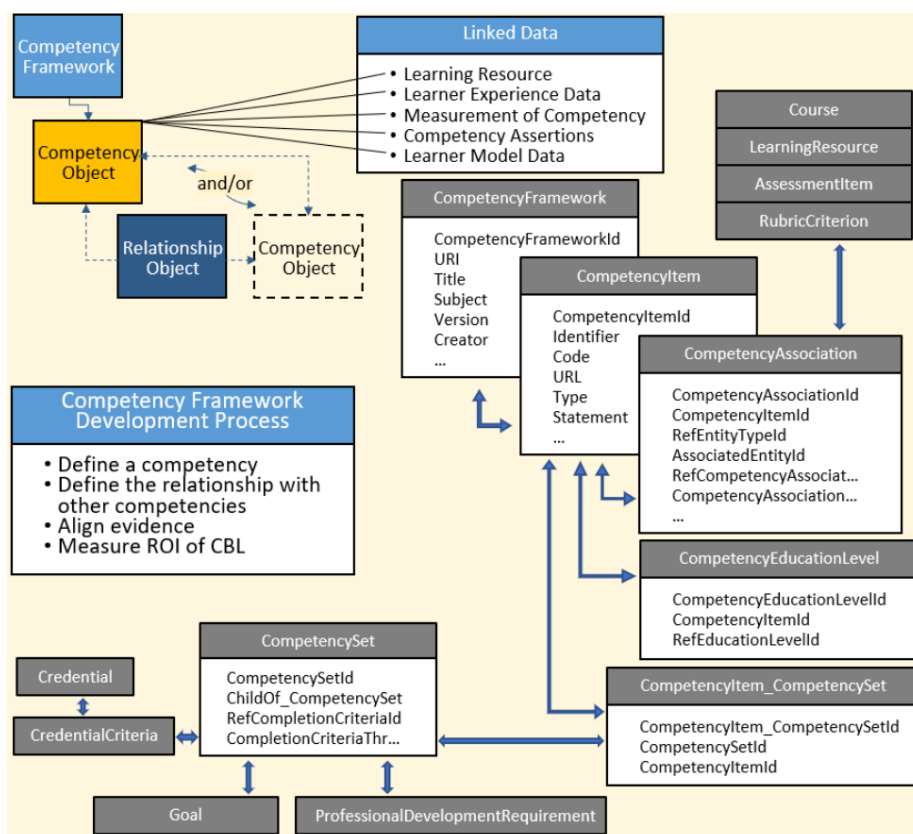 Competency
Framework
Competency
Object
and/or
Relationship
Object
Competency
Object
Linked Data
• Learning Resource
• Learner Experience Data
• Measurement of Competency
• Competency Assertions
• Learner Model Data
Course
LearningResource
AssessmentItem
RubricCriterion
CompetencyFramework
CompetencyFrameworkId
URI
Title
Subject
Version
Creator
...
CompetencyItem
CompetencyItemId
Identifier
Code
URL
Type
Statement
...
CompetencyAssociation
CompetencyAssociationId
CompetencyItemId
RefEntityTypeId
AssociatedEntityId
RefCompetencyAssociat...
CompetencyAssociation...
...
Competency Framework
Development Process
• Define a competency
• Define the relationship with
other competencies
• Align evidence
• Measure ROI of CBL
CompetencyEducationLevel
CompetencyEducationLevelId
CompetencyItemId
RefEducationLevelId
CompetencySet
CompetencySetId
ChildOf_CompetencySet
RefCompletionCriteriaId
CompletionCriteriaThr...
Credential
CredentialCriteria
CompetencyItem_CompetencySet
CompetencyItem_CompetencySetId
CompetencySetId
CompetencyItemId
Goal
ProfessionalDevelopmentRequirement